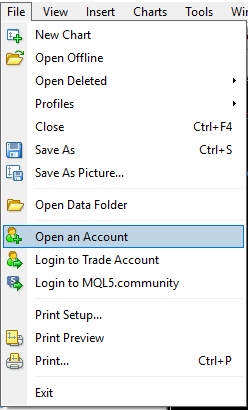 File View Insert Charts Tools
New Chart
Open Offline
Open Deleted
Profiles
Close Ctrl+F4
Save As Ctrl+S
Save As Picture...
Open Data Folder
Open an Account
Login to Trade Account
Login to MQL5.community
Print Setup...
Print Preview
Print... Ctrl+P
Exit